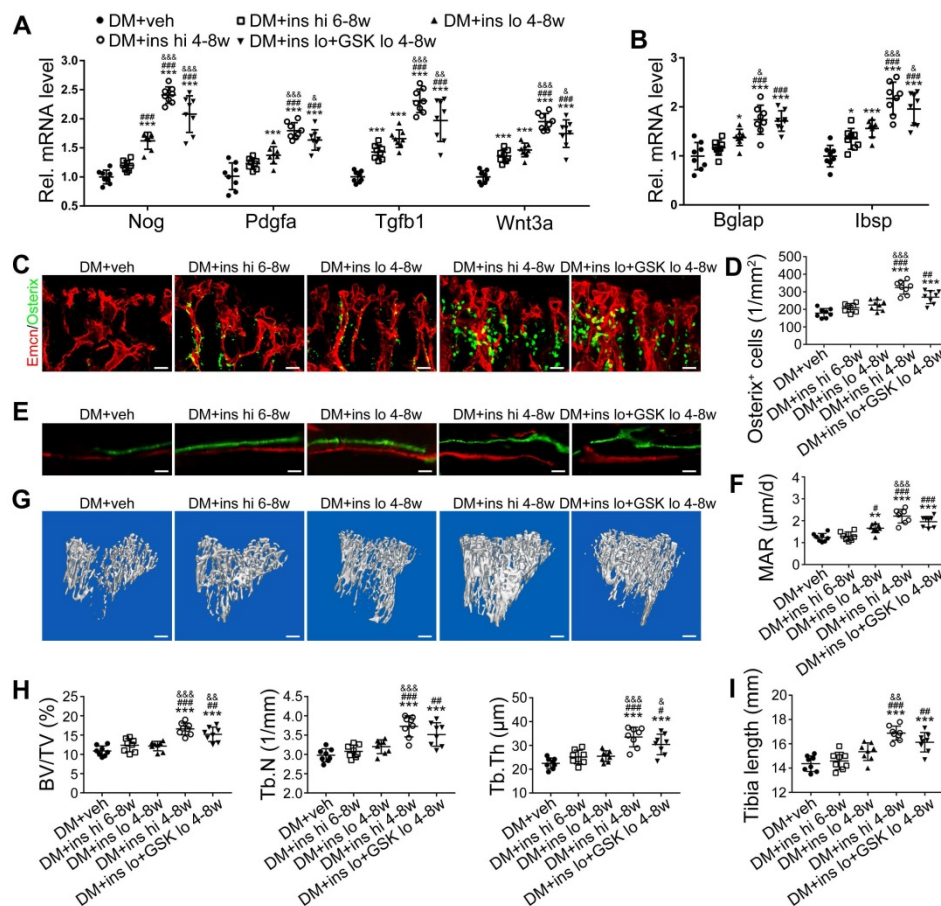 A
● DM+veh □ DM+ins hi 6-8w ▲ DM+ins lo 4-8w
○ DM+ins hi 4-8w ▼ DM+ins lo+GSK lo 4-8w
Rel. mRNA level
3.0
2.5
2.0
1.5
1.0
0.5
### ***
&&& ### ***
&&& ### ***
***
&&& ### ***
& ### ***
***
***
&&& ### ***
&& ### ***
***
***
&&& ### ***
& ### ***
Nog Pdgfa Tgfb1 Wnt3a
B
Rel. mRNA level
3
2
1
0
*
& ### ***
### ***
*
***
&&& ### ***
& ### ***
Bglap Ibsp
C
DM+veh DM+ins hi 6-8w DM+ins lo 4-8w DM+ins hi 4-8w DM+ins lo+GSK lo 4-8w
Emcn/Osterix
D
Osterix+ cells (1/mm²)
500
400
300
200
100
0
&&& ### ***
## ***
DM+veh
DM+ins hi 6-8w
DM+ins lo 4-8w
DM+ins hi 4-8w
DM+ins lo+GSK lo 4-8w
E
DM+veh DM+ins hi 6-8w DM+ins lo 4-8w DM+ins hi 4-8w DM+ins lo+GSK lo 4-8w
F
MAR (µm/d)
4
3
2
1
0
# **
&&& ### ***
### ***
DM+veh
DM+ins hi 6-8w
DM+ins lo 4-8w
DM+ins hi 4-8w
DM+ins lo+GSK lo 4-8w
G
DM+veh DM+ins hi 6-8w DM+ins lo 4-8w DM+ins hi 4-8w DM+ins lo+GSK lo 4-8w
H
BV/TV (%)
25
20
15
10
5
0
&&& ### ***
&& ## ***
DM+veh
DM+ins hi 6-8w
DM+ins lo 4-8w
DM+ins hi 4-8w
DM+ins lo+GSK lo 4-8w
Tb.N (1/mm)
4.5
4.0
3.5
3.0
2.5
2.0
&&& ### ***
## ***
DM+veh
DM+ins hi 6-8w
DM+ins lo 4-8w
DM+ins hi 4-8w
DM+ins lo+GSK lo 4-8w
Tb.Th (µm)
50
40
30
20
10
&&& ### ***
& # ***
DM+veh
DM+ins hi 6-8w
DM+ins lo 4-8w
DM+ins hi 4-8w
DM+ins lo+GSK lo 4-8w
I
Tibia length (mm)
20
18
16
14
12
&& ### ***
## ***
DM+veh
DM+ins hi 6-8w
DM+ins lo 4-8w
DM+ins hi 4-8w
DM+ins lo+GSK lo 4-8w